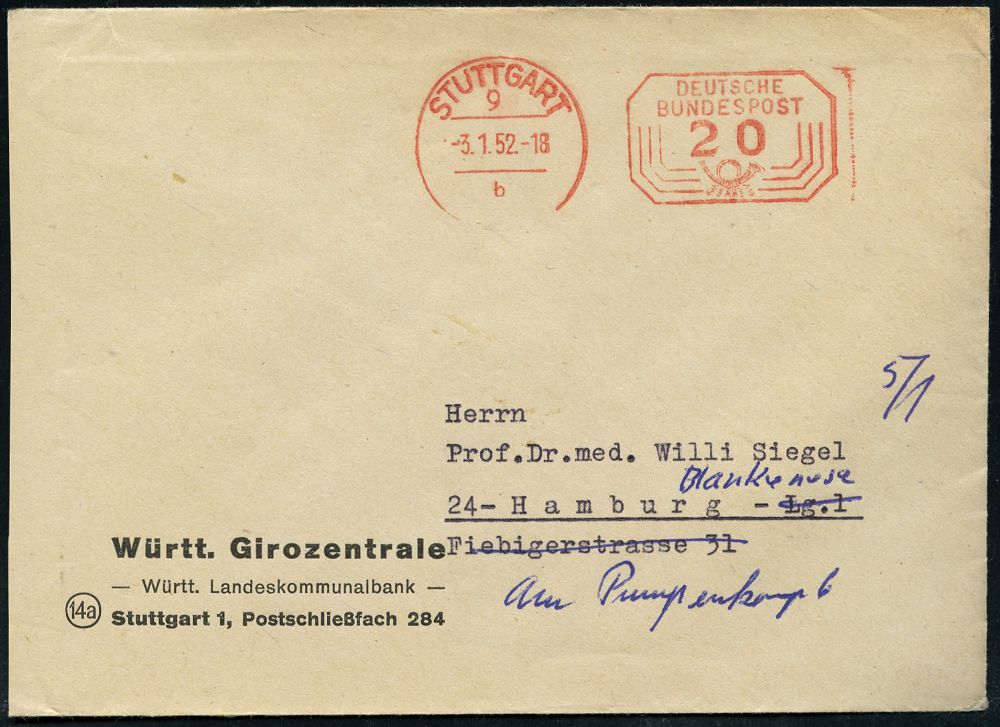 STUTTGART
9
-3.1.52.-18
b
DEUTSCHE
BUNDESPOST
20
5/1
Herrn
Prof.Dr.med. Willi Siegel
Blankenese
24- H a m b u r g - Lg.1
Fiebigerstrasse 31
Am Pumpenkamp 6
Württ. Girozentrale
— Württ. Landeskommunalbank —
14a Stuttgart 1, Postschließfach 284